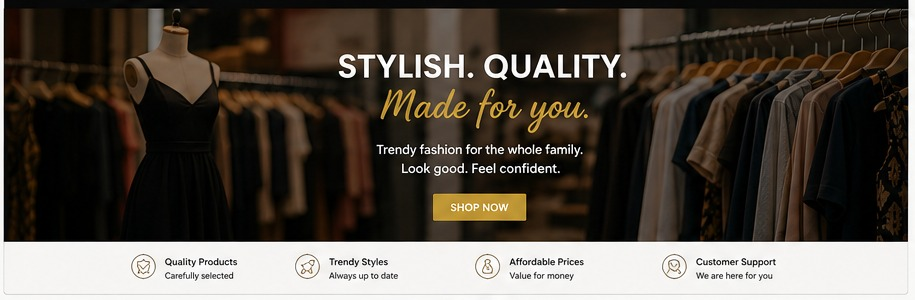 STYLISH. QUALITY.
Made for you.
Trendy fashion for the whole family.
Look good. Feel confident.
SHOP NOW
Quality Products
Carefully selected
Trendy Styles
Always up to date
Affordable Prices
Value for money
Customer Support
We are here for you